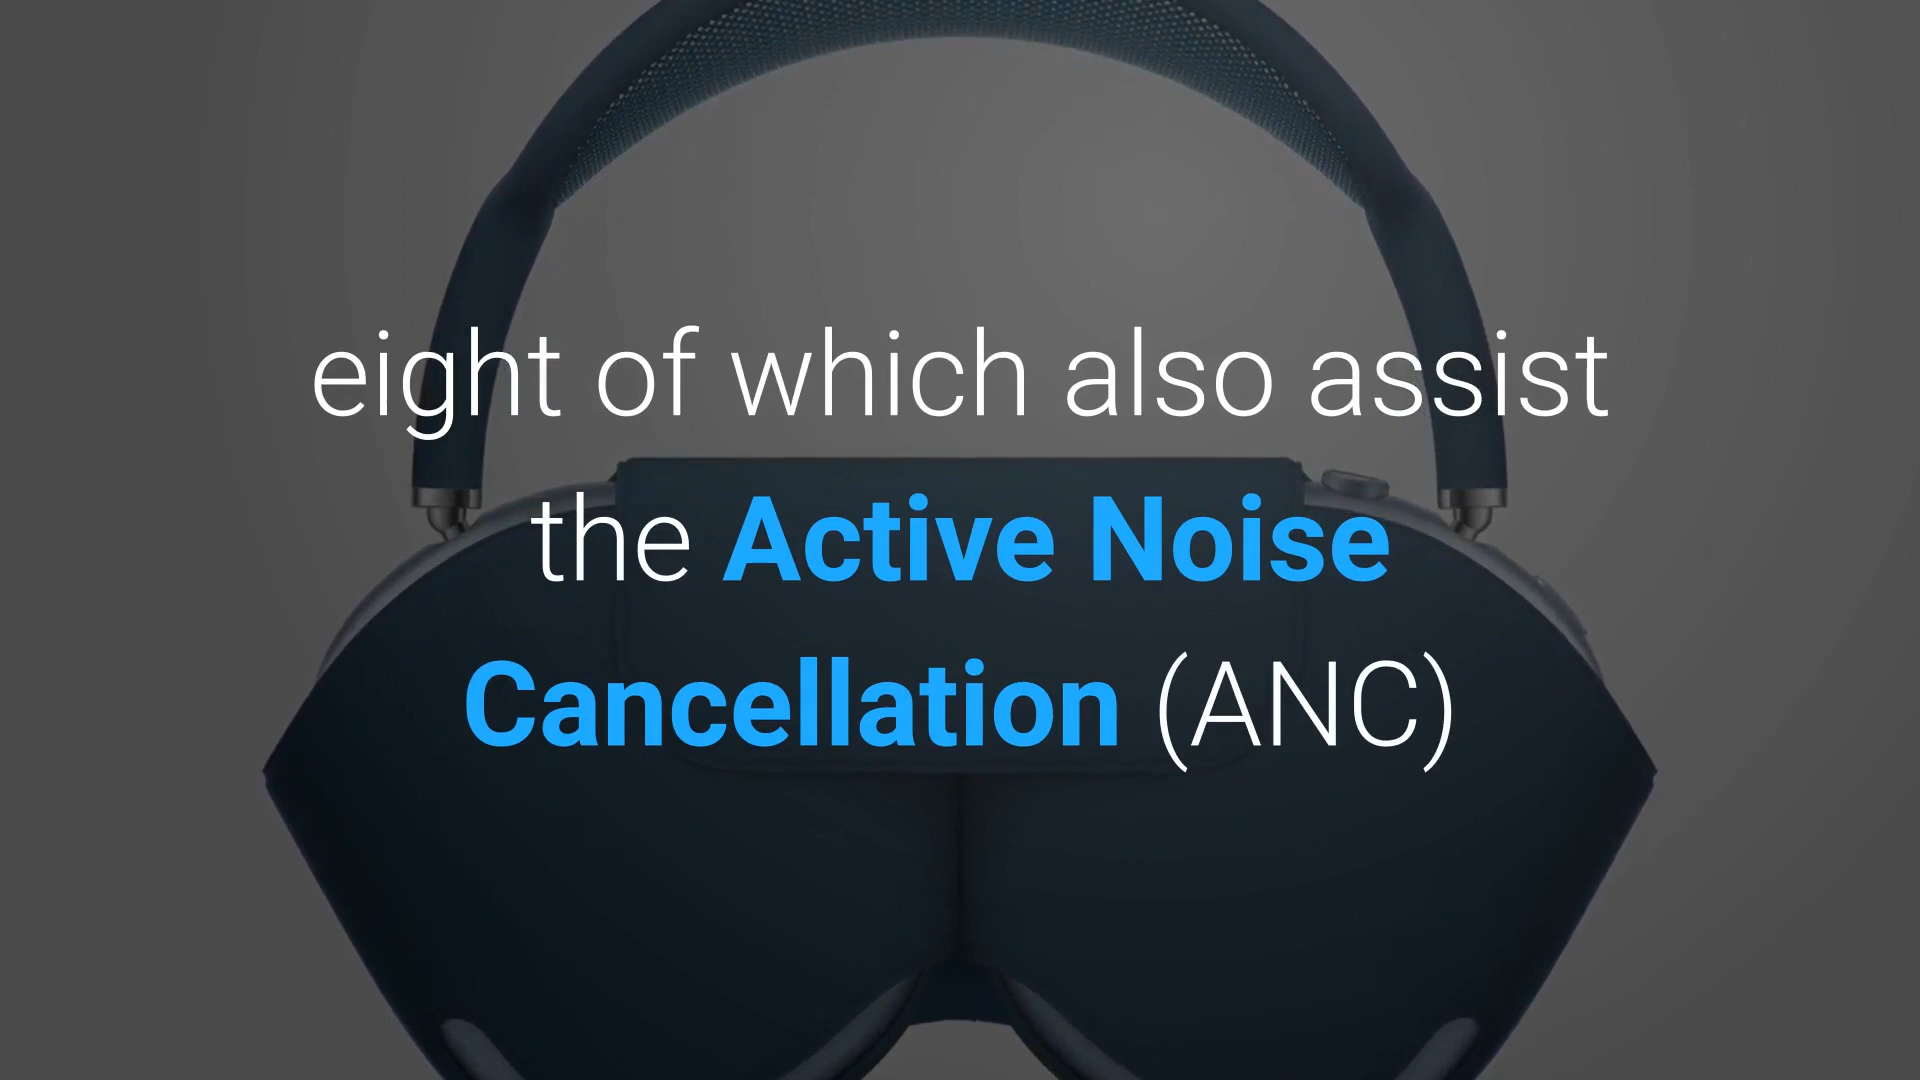 eight of which also assist
the Active Noise
Cancellation (ANC)